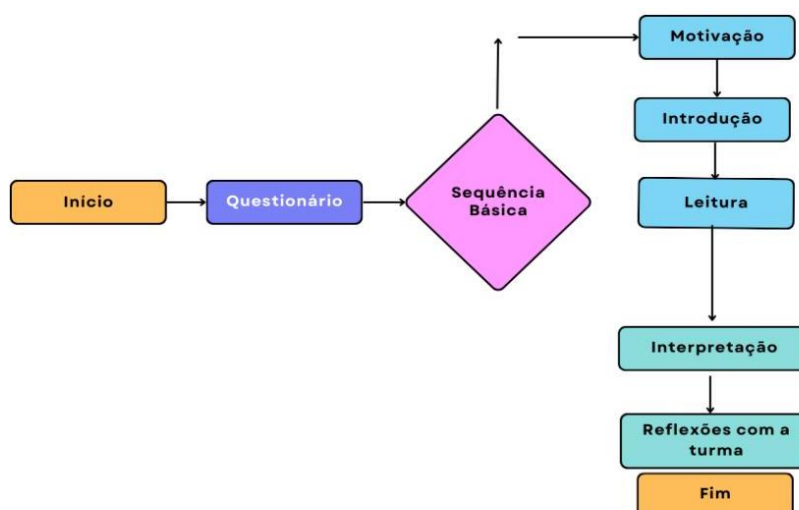 Início
Questionário
Sequência
Básica
Motivação
Introdução
Leitura
Interpretação
Reflexões com a
turma
Fim